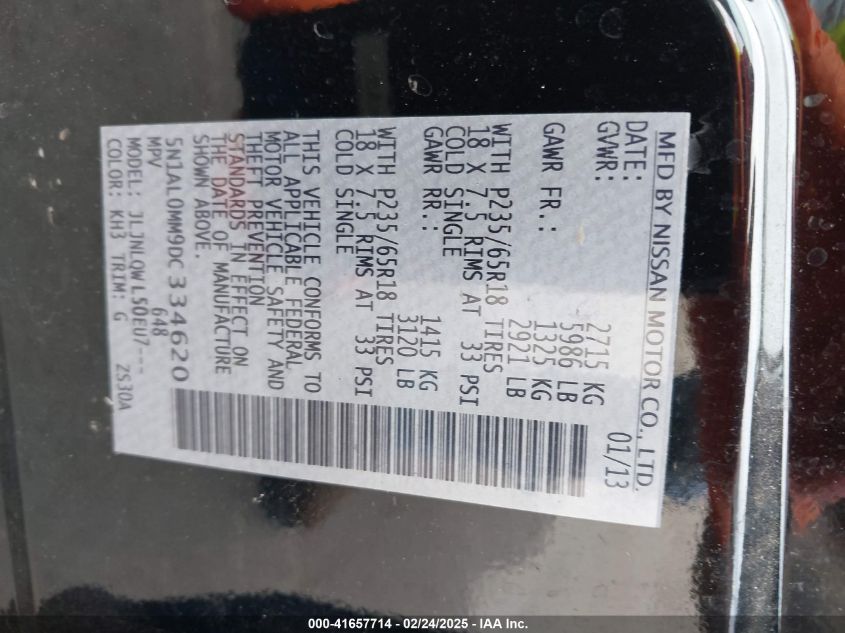 MFD BY NISSAN MOTOR CO., LTD.
DATE: 01/13
GVWR: 2715 KG
5986 LB
GAWR FR.: 1325 KG
2921 LB
WITH P235/65R18 TIRES
18 X 7.5 RIMS AT 33 PSI
COLD SINGLE
GAWR RR.: 1415 KG
3120 LB
WITH P235/65R18 TIRES
18 X 7.5 RIMS AT 33 PSI
COLD SINGLE
THIS VEHICLE CONFORMS TO
ALL APPLICABLE FEDERAL
MOTOR VEHICLE SAFETY AND
THEFT PREVENTION
STANDARDS IN EFFECT ON
THE DATE OF MANUFACTURE
SHOWN ABOVE.
5N1AL0MM9DC334620
MPV 648
MODEL: JLJNLQWL50EU7---
COLOR: KH3 TRIM: G 2S30A
000-41657714 - 02/24/2025 - IAA Inc.